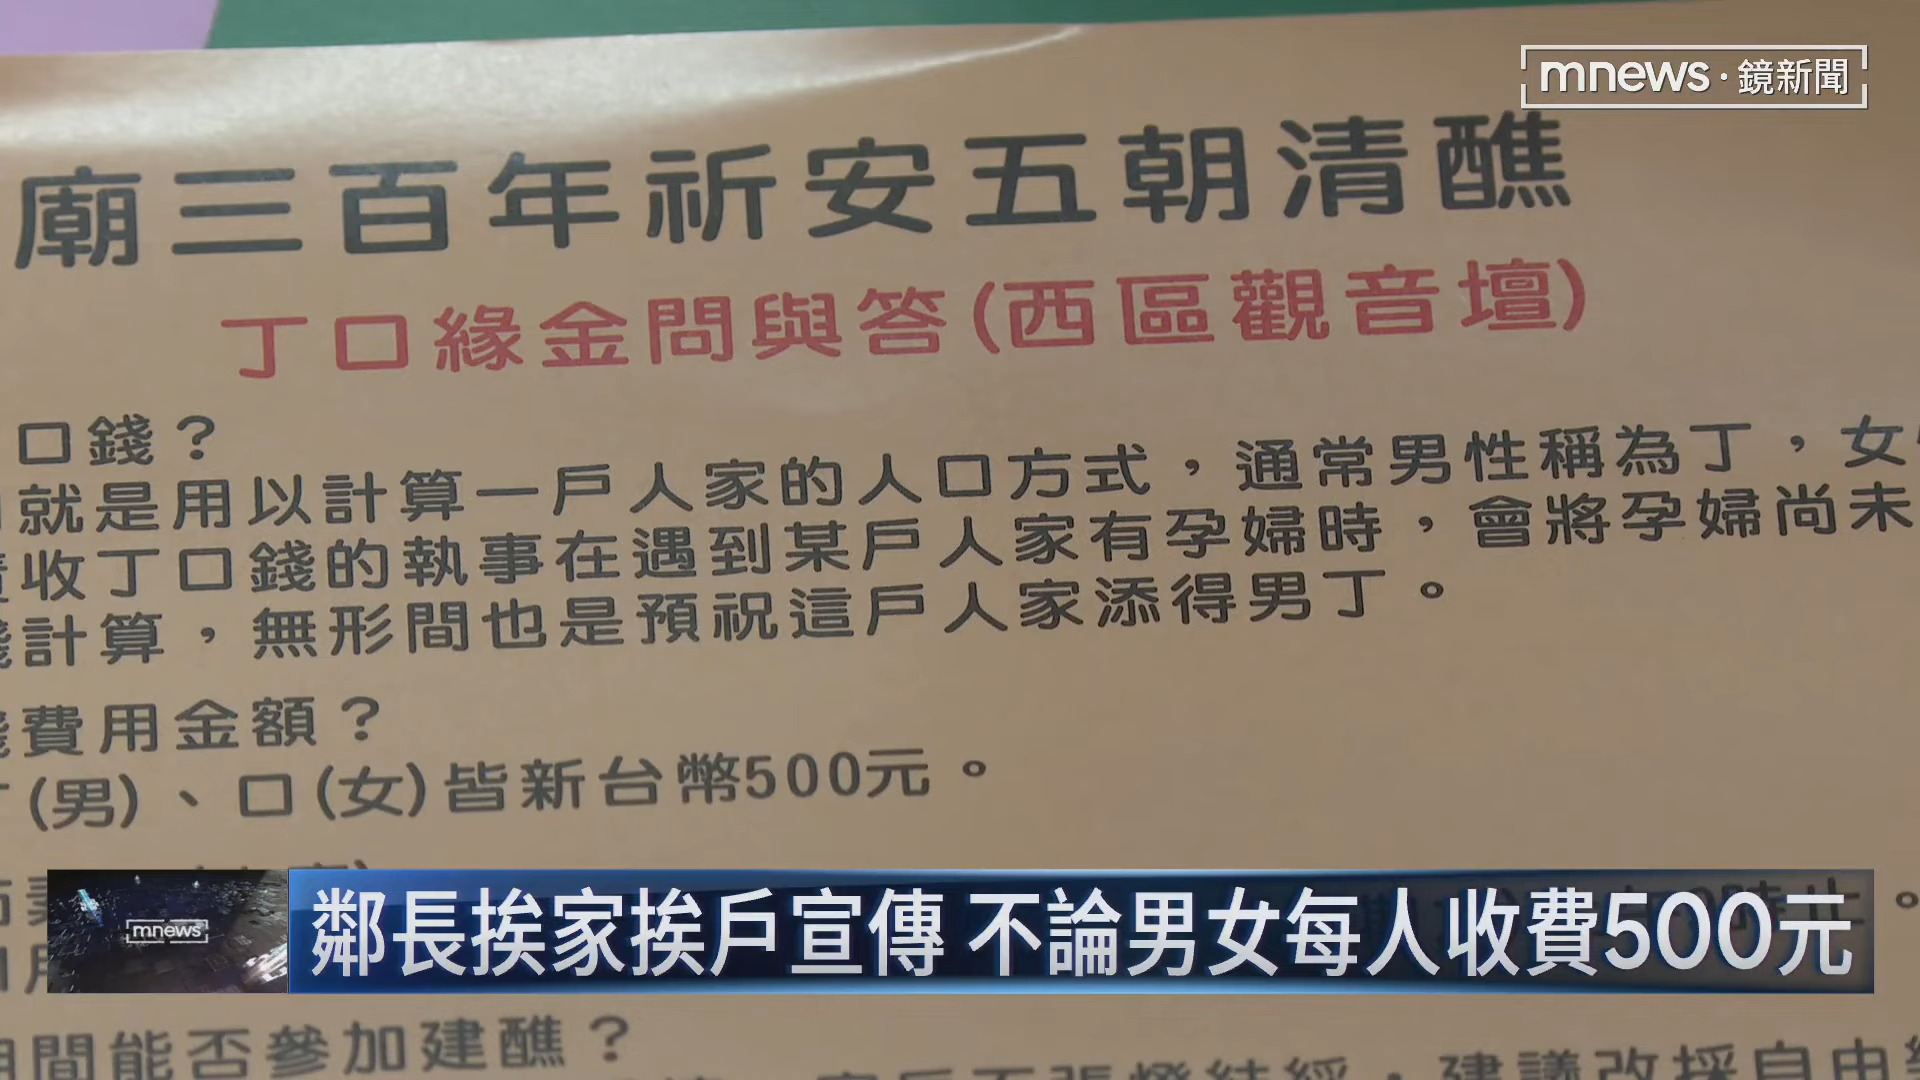 mnews·鏡新聞
廟三百年祈安五朝清醮
丁口緣金問與答(西區觀音壇)
口錢？
就是用以計算一戶人家的人口方式，通常男性稱為丁，女
收丁口錢的執事在遇到某戶人家有孕婦時，會將孕婦尚未
計算，無形間也是預祝這戶人家添得男丁。
費用金額？
(男)、口(女)皆新台幣500元。
mnews
鄰長挨家挨戶宣傳 不論男女每人收費500元
間能否參加建醮？
建議改採自由